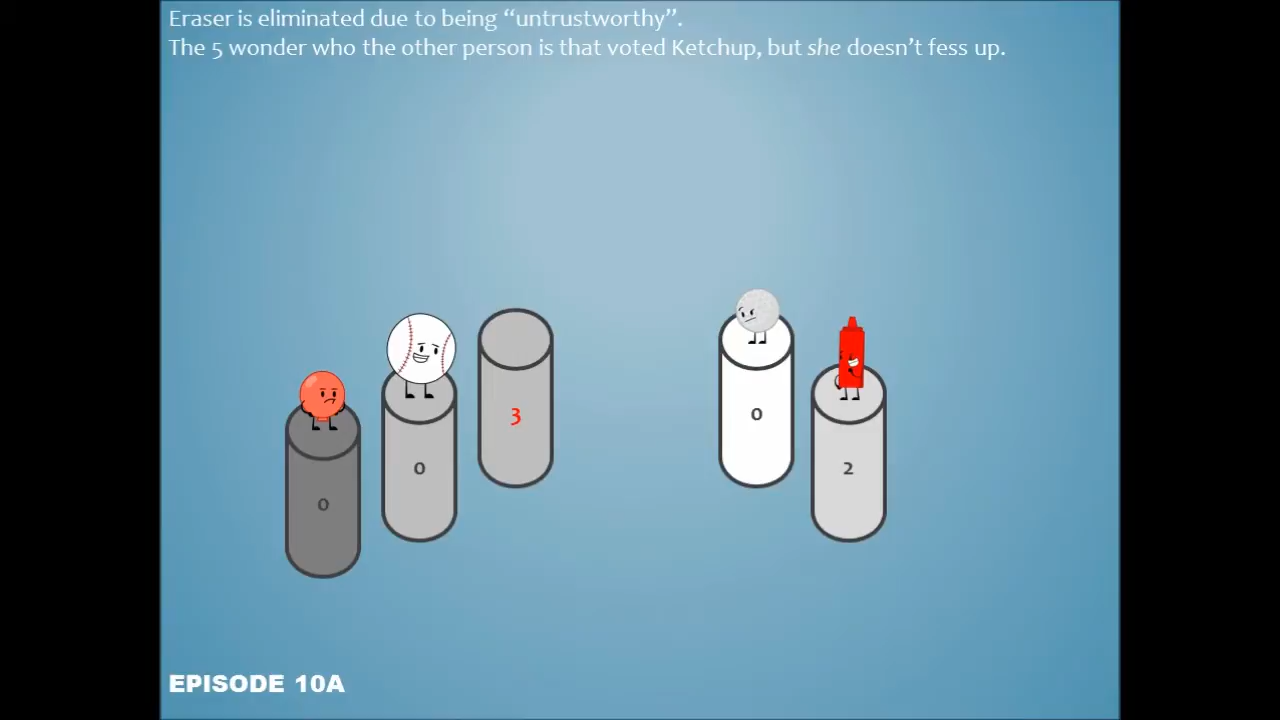 Eraser is eliminated due to being “untrustworthy”.
The 5 wonder who the other person is that voted Ketchup, but she doesn’t fess up.
3
0
0
0
2
EPISODE 10A